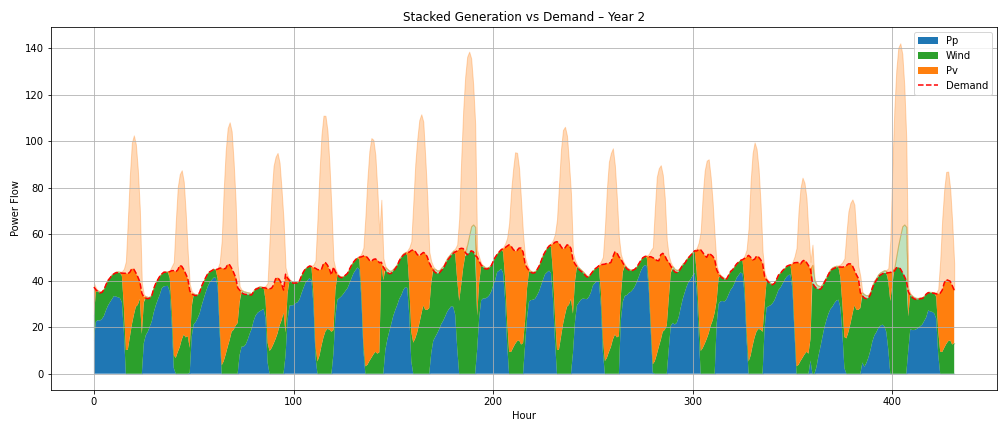 Stacked Generation vs Demand – Year 2
Power Flow
140
120
100
80
60
40
20
0
0
100
200
300
400
Hour
Pp
Wind
Pv
Demand